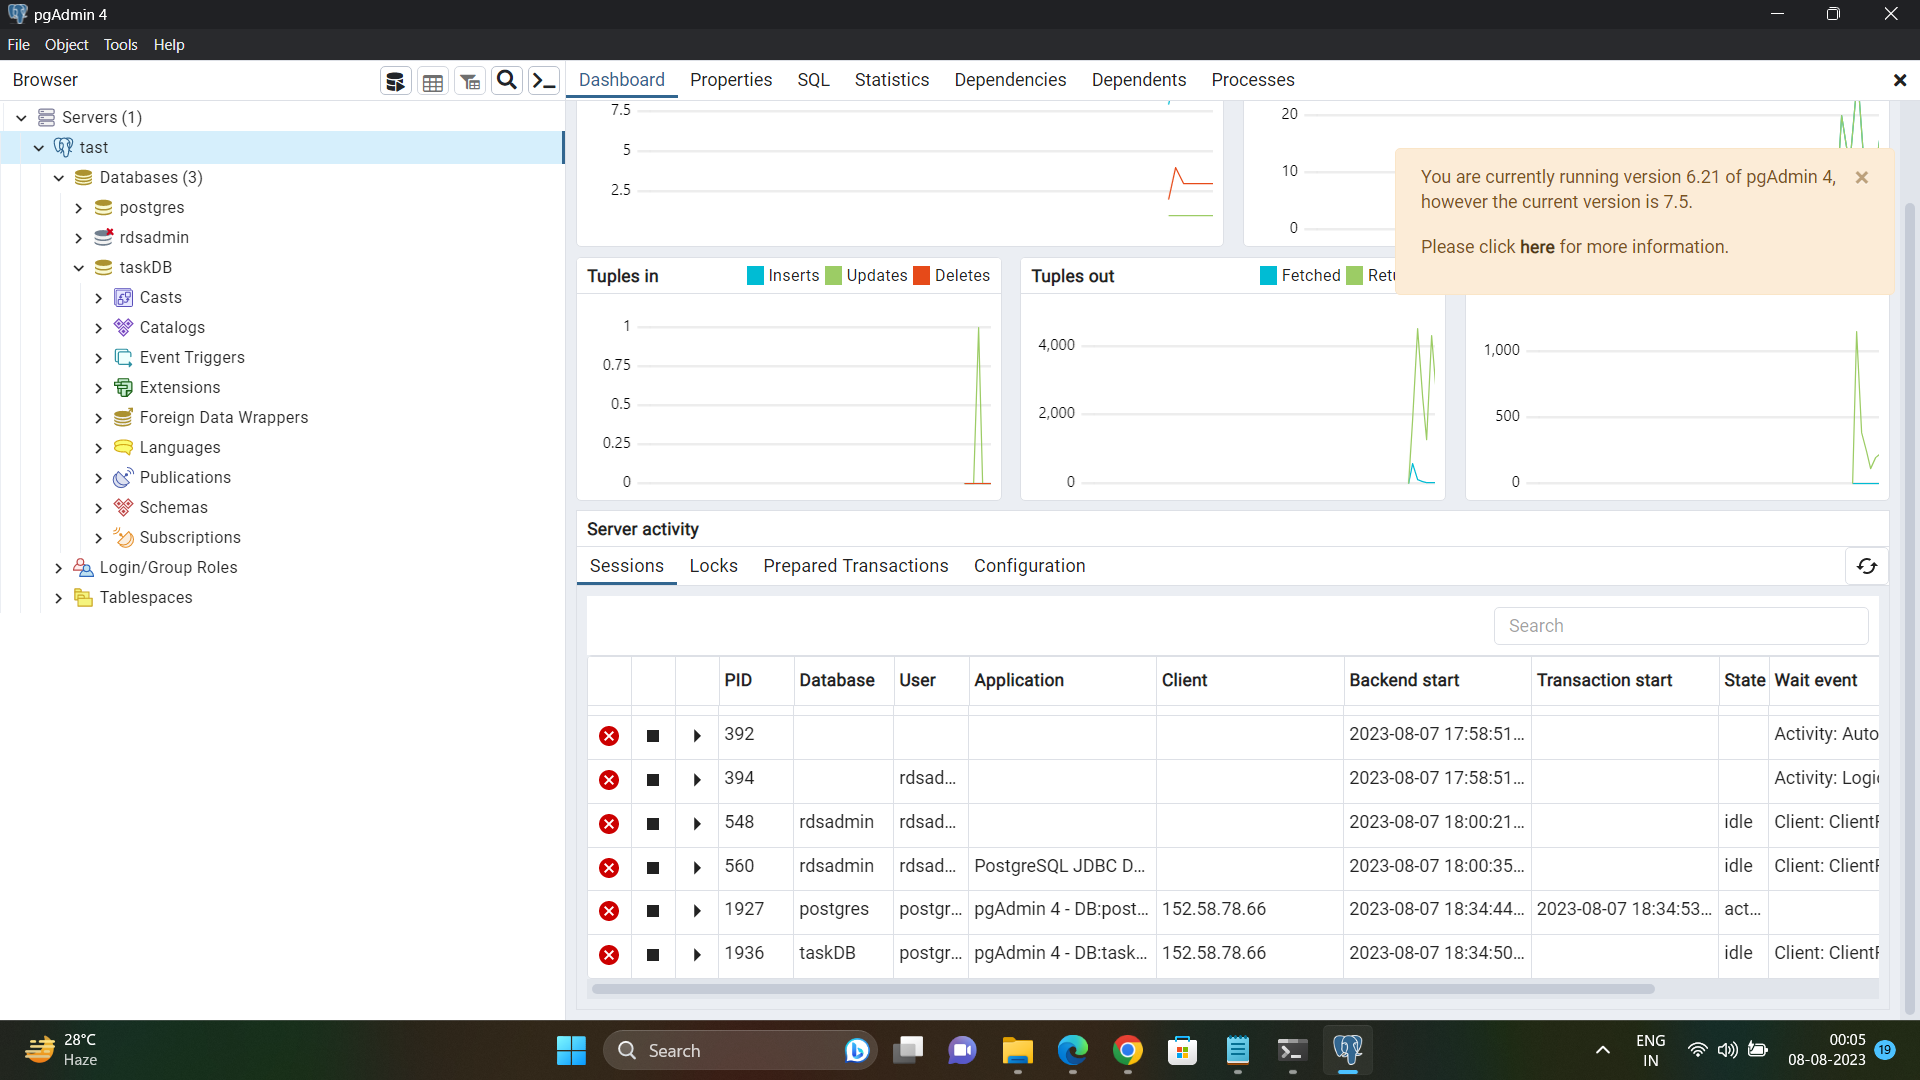 pgAdmin 4
File Object Tools Help
Browser
Dashboard Properties SQL Statistics Dependencies Dependents Processes
Servers (1)
tast
Databases (3)
postgres
rdsadmin
taskDB
Casts
Catalogs
Event Triggers
Extensions
Foreign Data Wrappers
Languages
Publications
Schemas
Subscriptions
Login/Group Roles
Tablespaces
7.5
5
2.5
20
10
0
You are currently running version 6.21 of pgAdmin 4,
however the current version is 7.5.
Please click here for more information.
Tuples in Inserts Updates Deletes
1
0.75
0.5
0.25
0
Tuples out Fetched Retu
4,000
2,000
0
1,000
500
0
Server activity
Sessions Locks Prepared Transactions Configuration
Search
PID Database User Application Client Backend start Transaction start State Wait event
392 2023-08-07 17:58:51... Activity: Auto
394 rdsad... 2023-08-07 17:58:51... Activity: Logic
548 rdsadmin rdsad... 2023-08-07 18:00:21... idle Client: ClientR
560 rdsadmin rdsad... PostgreSQL JDBC D... 2023-08-07 18:00:35... idle Client: ClientR
1927 postgres postgr... pgAdmin 4 - DB:post... 152.58.78.66 2023-08-07 18:34:44... 2023-08-07 18:34:53... act...
1936 taskDB postgr... pgAdmin 4 - DB:task... 152.58.78.66 2023-08-07 18:34:50... idle Client: ClientR
28°C
Haze
Search
ENG
IN
00:05
08-08-2023
19